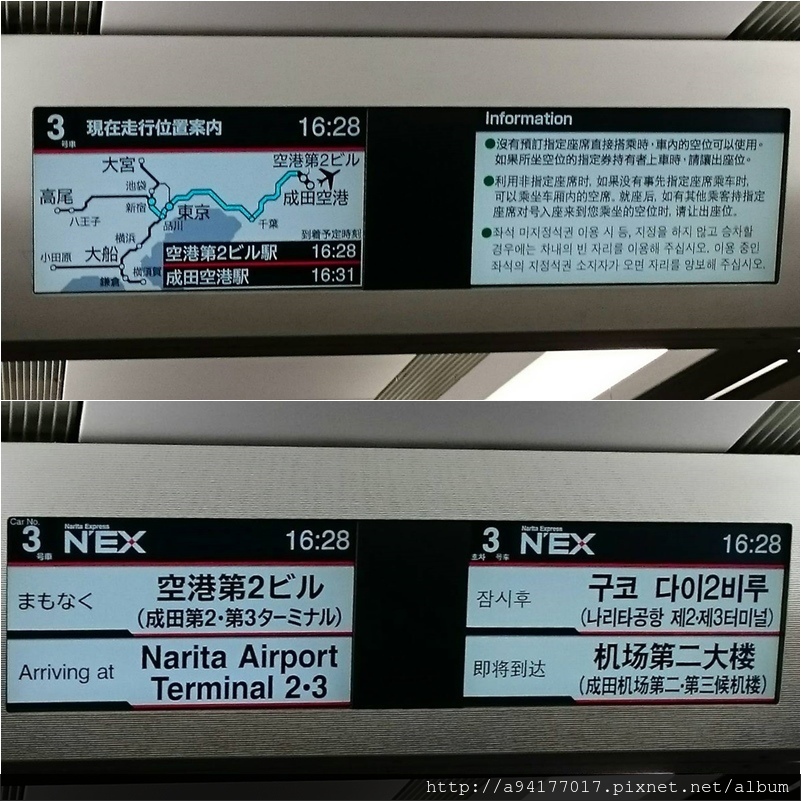 3
号車
現在走行位置案内
16:28
大宮
空港第2ビル
池袋
高尾
新宿
東京
成田空港
八王子
品川
千葉
横浜
到着予定時刻
小田原
大船
空港第2ビル駅 16:28
横須賀
鎌倉
成田空港駅 16:31
Information
●沒有預訂指定座席直接搭乘時，車內的空位可以使用。
如果所坐空位的指定券持有者上車時，請讓出座位。
●利用非指定座席时，如果没有事先指定座席乘车时，
可以乘坐车厢内的空席。就座后，如有其他乘客持指定
座席对号入座来到您乘坐的空位时，请让出座位。
●좌석 미지정석권 이용 시 등, 지정을 하지 않고 승차할
경우에는 차내의 빈 자리를 이용해 주십시오. 이용 중인
좌석의 지정석권 소지자가 오면 자리를 양보해 주십시오.
Car No.
3
号車
Narita Express
N'EX
16:28
まもなく
空港第2ビル
(成田第2・第3ターミナル)
Arriving at
Narita Airport
Terminal 2・3
3
호차 号车
Narita Express
N'EX
16:28
잠시후
구코 다이2비루
(나리타공항 제2・제3터미널)
即将到达
机场第二大楼
(成田机场第二・第三候机楼)
http://a94177017.pixnet.net/album